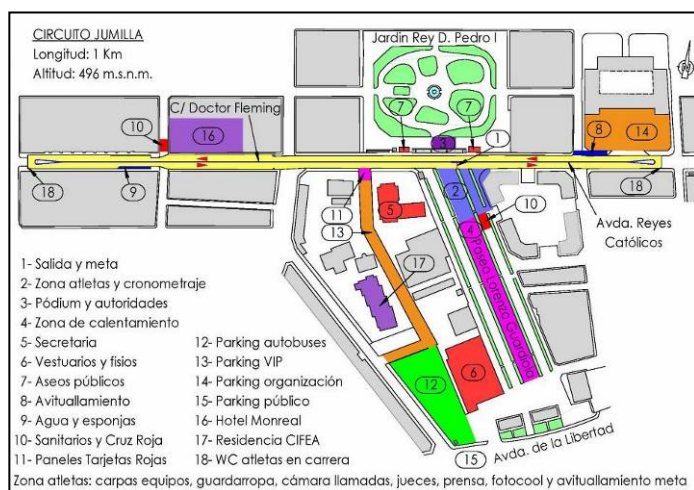 CIRCUITO JUMILLA
Longitud: 1 Km
Altitud: 496 m.s.n.m.
Jardin Rey D. Pedro I
C/ Doctor Fleming
10
16
7
7
3
1
8
14
18
9
11
13
5
2
4
10
18
Avda. Reyes
Católicos
Paseo Lorenzo Guardiola
17
12
6
15
Avda. de la Libertad
1- Salida y meta
2- Zona atletas y cronometraje
3- Pódium y autoridades
4- Zona de calentamiento
5- Secretaria
6- Vestuarios y fisios
7- Aseos públicos
8- Avituallamiento
9- Agua y esponjas
10- Sanitarios y Cruz Roja
11- Paneles Tarjetas Rojas
12- Parking autobuses
13- Parking VIP
14- Parking organización
15- Parking público
16- Hotel Monreal
17- Residencia CIFEA
18- WC atletas en carrera
Zona atletas: carpas equipos, guardarropa, cámara llamadas, jueces, prensa, fotocool y avituallamiento meta